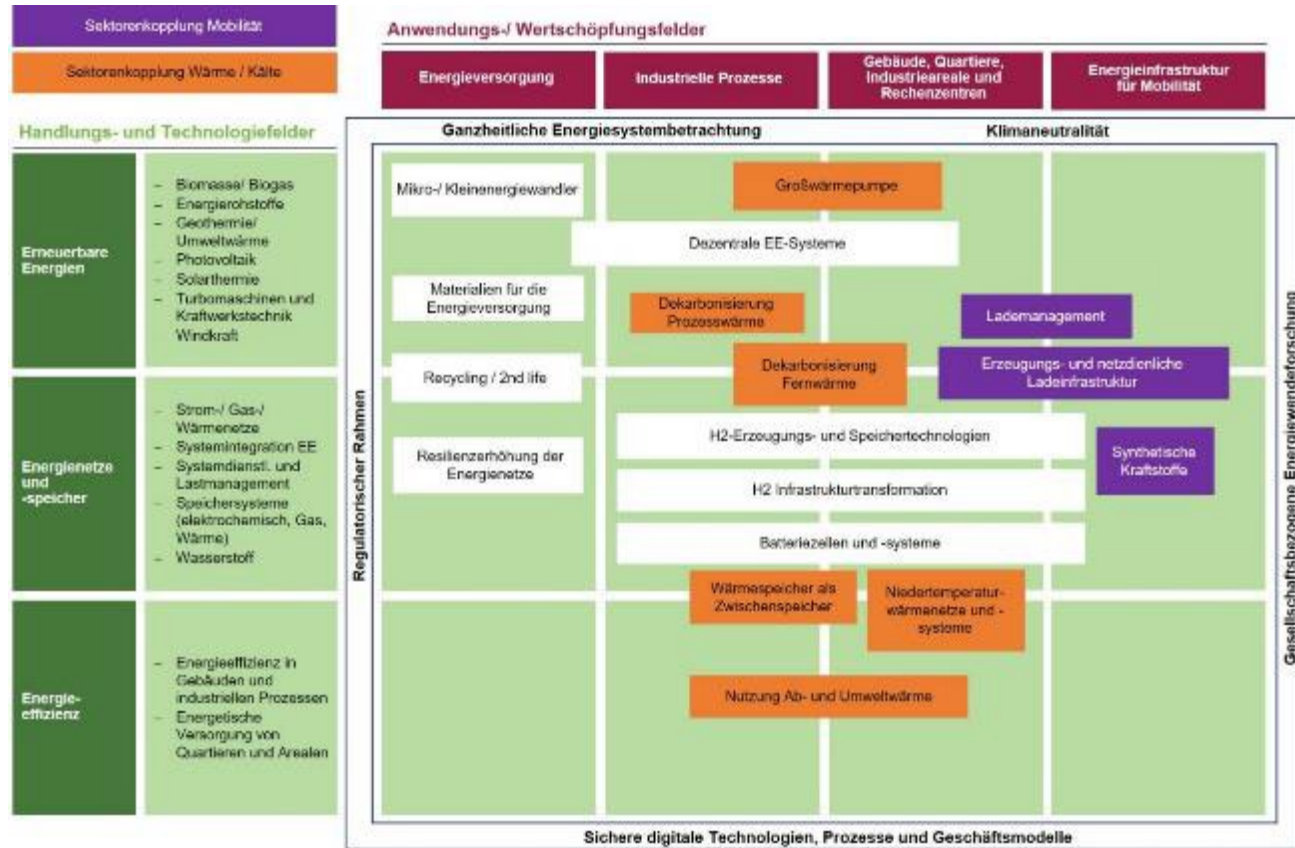 Sektorenkopplung Mobilität
Sektorenkopplung Wärme / Kälte
Anwendungs-/ Wertschöpfungsfelder
Energieversorgung
Industrielle Prozesse
Gebäude, Quartiere,
Industrieareale und
Rechenzentren
Energieinfrastruktur
für Mobilität
Handlungs- und Technologiefelder
Ganzheitliche Energiesystembetrachtung
Klimaneutralität
Erneuerbare
Energien
– Biomasse/ Biogas
– Energierohstoffe
– Geothermie/
Umweltwärme
– Photovoltaik
– Solarthermie
– Turbomaschinen und
Kraftwerkstechnik
– Windkraft
Energienetze
und
-speicher
– Strom-/ Gas-/
Wärmenetze
– Systemintegration EE
– Systemdienstl. und
Lastmanagement
– Speichersysteme
(elektrochemisch, Gas,
Wärme)
– Wasserstoff
Energie-
effizienz
– Energieeffizienz in
Gebäuden und
industriellen Prozessen
– Energetische
Versorgung von
Quartieren und Arealen
Regulatorischer Rahmen
Mikro-/ Kleinenergiewandler
Großwärmepumpe
Dezentrale EE-Systeme
Materialien für die
Energieversorgung
Dekarbonisierung
Prozesswärme
Lademanagement
Recycling / 2nd life
Dekarbonisierung
Fernwärme
Erzeugungs- und netzdienliche
Ladeinfrastruktur
Resilienzerhöhung der
Energienetze
H2-Erzeugungs- und Speichertechnologien
Synthetische
Kraftstoffe
H2 Infrastrukturtransformation
Batteriezellen und -systeme
Wärmespeicher als
Zwischenspeicher
Niedertemperatur-
wärmenetze und -
systeme
Nutzung Ab- und Umweltwärme
Gesellschaftsbezogene Energiewendeforschung
Sichere digitale Technologien, Prozesse und Geschäftsmodelle